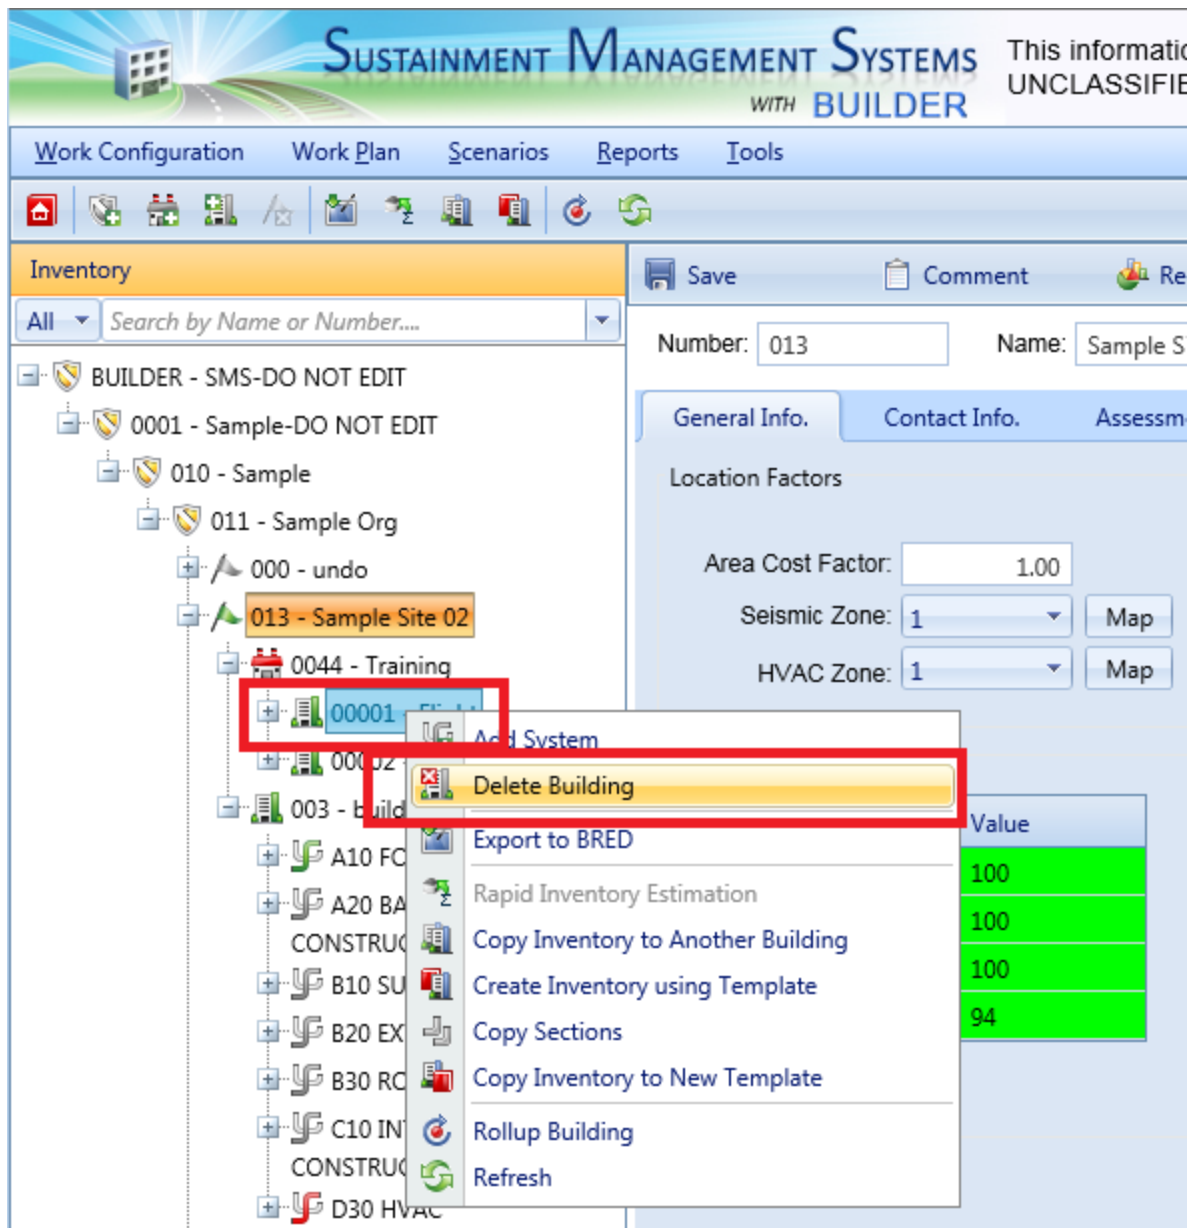 SUSTAINMENT MANAGEMENT SYSTEMS
WITH BUILDER
This
UNCLASSIFIE
Work Configuration Work Plan Scenarios Reports Tools
Inventory
Save Comment Re
All Search by Name or Number....
Number: 013 Name: Sample S
BUILDER - SMS-DO NOT EDIT
General Info. Contact Info. Assessm
0001 - Sample-DO NOT EDIT
010 - Sample
Location Factors
011 - Sample Org
000 - undo
Area Cost Factor: 1.00
013 - Sample Site 02
Seismic Zone: 1 Map
0044 - Training
HVAC Zone: 1 Map
00001 - Flight
Add System
00002 -
Delete Building
003 - build
Value
Export to BRED
A10 FO
100
Rapid Inventory Estimation
A20 BA
100
CONSTRUC
Copy Inventory to Another Building
100
B10 SU
Create Inventory using Template
94
B20 EX
Copy Sections
B30 RO
Copy Inventory to New Template
C10 INT
Rollup Building
CONSTRUC
Refresh
D30 HVAC